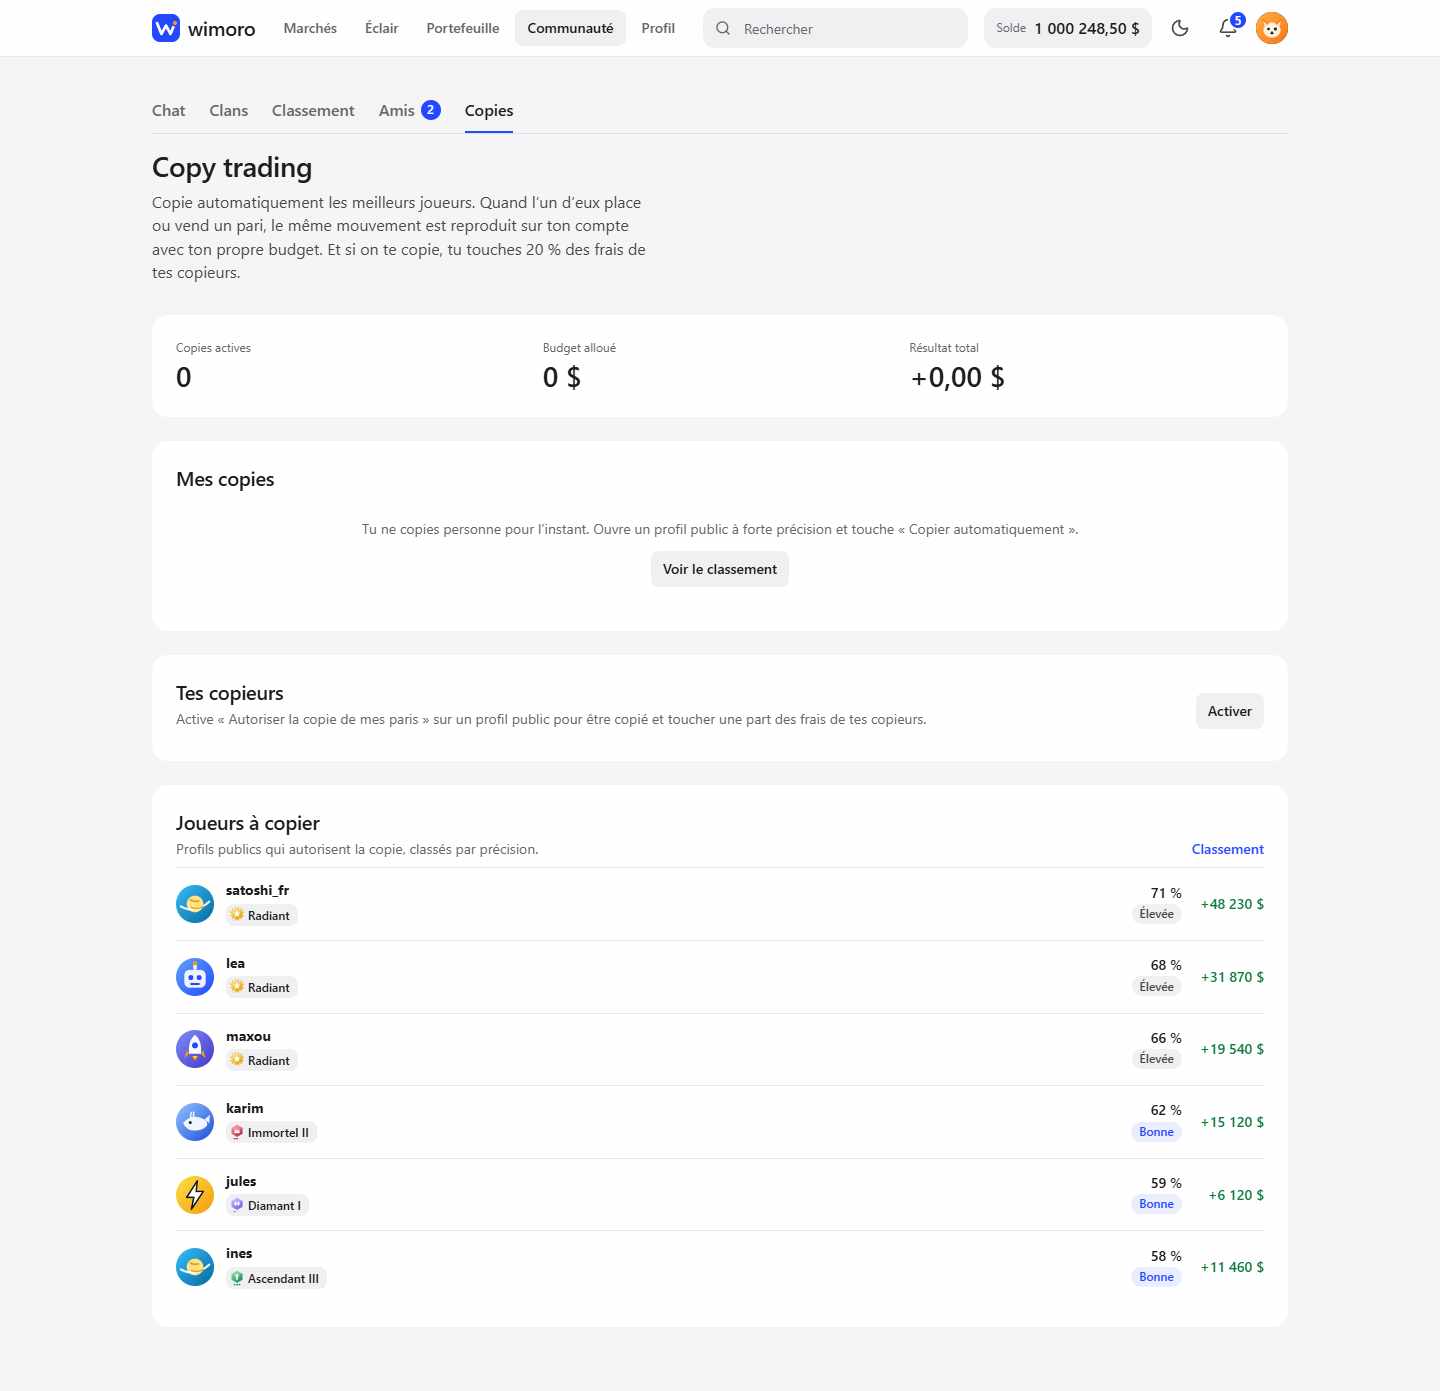 wimoro
Marchés
Éclair
Portefeuille
Communauté
Profil
Rechercher
Solde 1 000 248,50 $
5
Chat
Clans
Classement
Amis 2
Copies
Copy trading
Copie automatiquement les meilleurs joueurs. Quand l'un d'eux place
ou vend un pari, le même mouvement est reproduit sur ton compte
avec ton propre budget. Et si on te copie, tu touches 20 % des frais de
tes copieurs.
Copies actives
0
Budget alloué
0 $
Résultat total
+0,00 $
Mes copies
Tu ne copies personne pour l'instant. Ouvre un profil public à forte précision et touche « Copier automatiquement ».
Voir le classement
Tes copieurs
Active « Autoriser la copie de mes paris » sur un profil public pour être copié et toucher une part des frais de tes copieurs.
Activer
Joueurs à copier
Profils publics qui autorisent la copie, classés par précision.
Classement
satoshi_fr
Radiant
71 %
Élevée
+48 230 $
lea
Radiant
68 %
Élevée
+31 870 $
maxou
Radiant
66 %
Élevée
+19 540 $
karim
Immortel II
62 %
Bonne
+15 120 $
jules
Diamant I
59 %
Bonne
+6 120 $
ines
Ascendant III
58 %
Bonne
+11 460 $